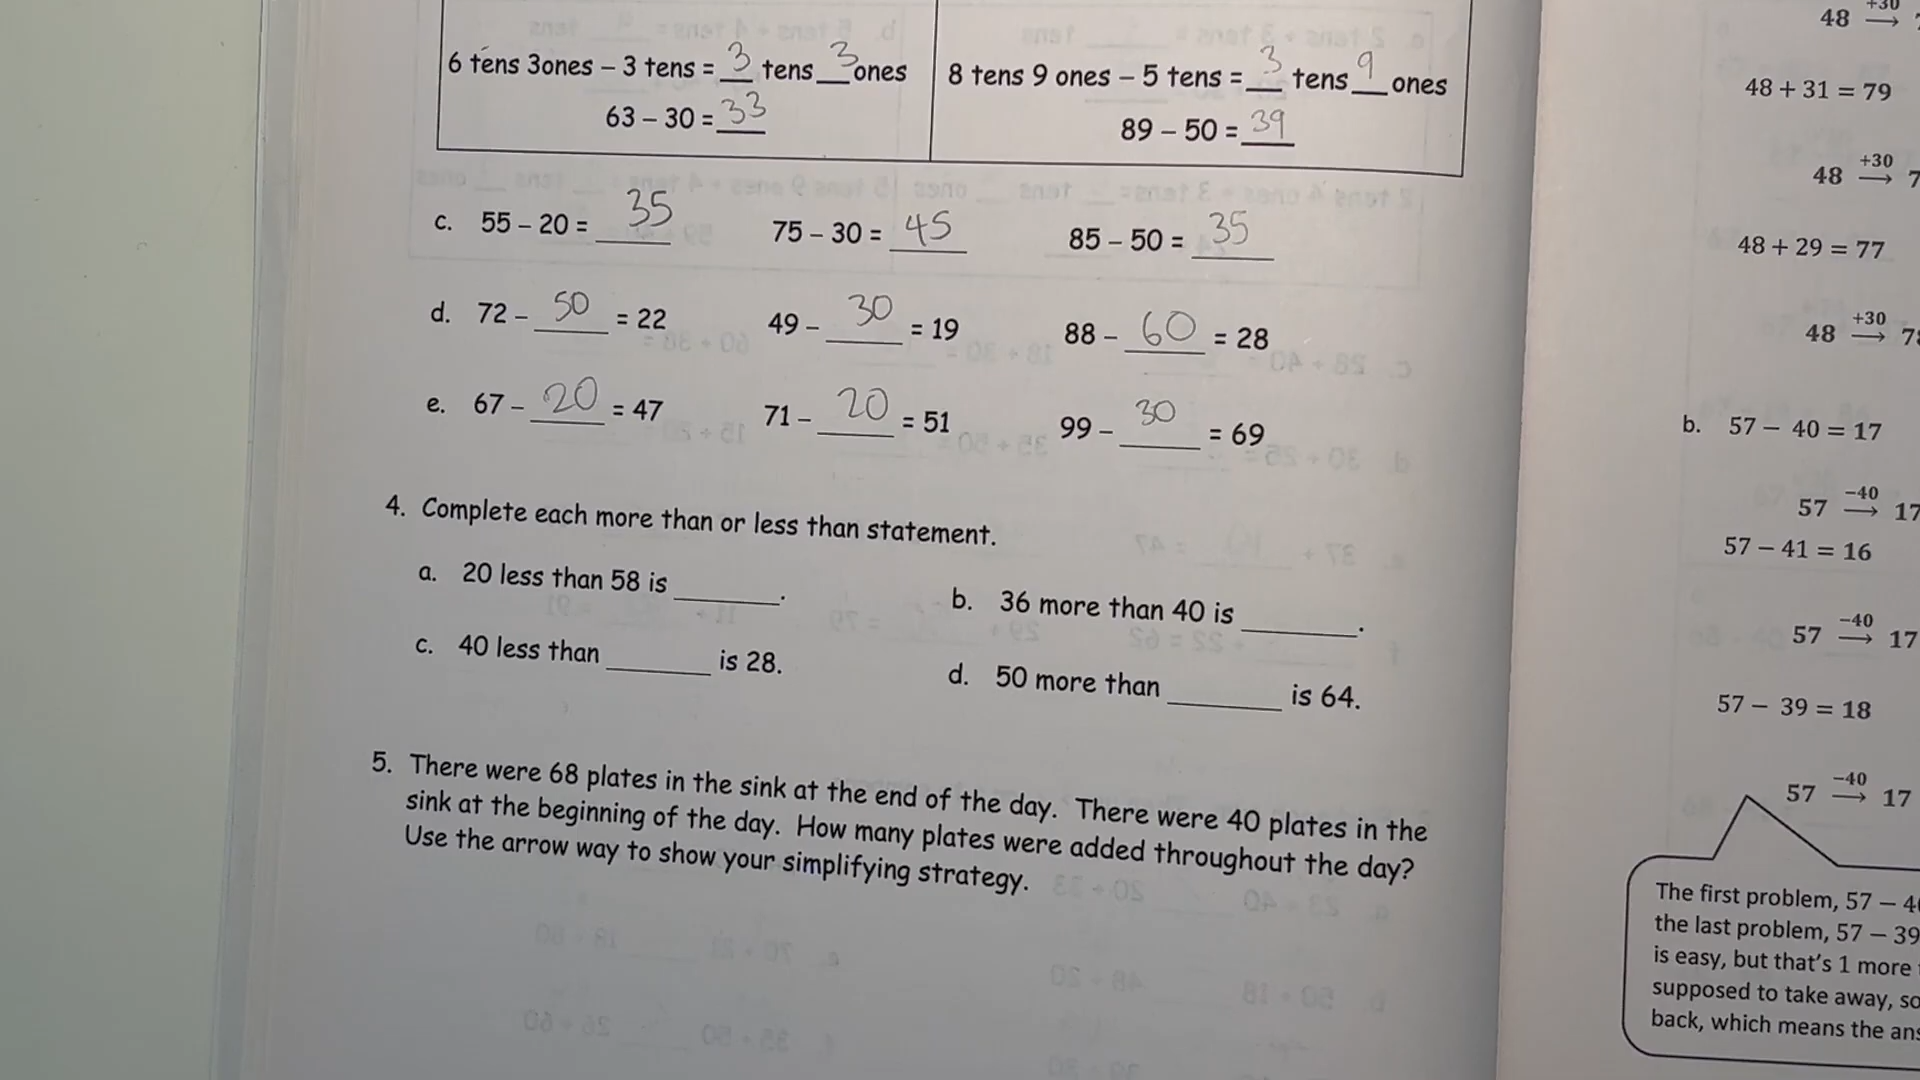 6 tens 3ones – 3 tens = 3 tens 3 ones
63 – 30 = 33
8 tens 9 ones – 5 tens = 3 tens 9 ones
89 – 50 = 39
c. 55 – 20 = 35 75 – 30 = 45 85 – 50 = 35
d. 72 – 50 = 22 49 – 30 = 19 88 – 60 = 28
e. 67 – 20 = 47 71 – 20 = 51 99 – 30 = 69
4. Complete each more than or less than statement.
a. 20 less than 58 is ______.
b. 36 more than 40 is ______.
c. 40 less than ______ is 28.
d. 50 more than ______ is 64.
5. There were 68 plates in the sink at the end of the day. There were 40 plates in the
sink at the beginning of the day. How many plates were added throughout the day?
Use the arrow way to show your simplifying strategy.
48 +30 →
48 + 31 = 79
48 +30 → 7
48 + 29 = 77
48 +30 → 78
b. 57 – 40 = 17
57 –40 → 17
57 – 41 = 16
57 –40 → 17
57 – 39 = 18
57 –40 → 17
The first problem, 57 – 4
the last problem, 57 – 39
is easy, but that's 1 more
supposed to take away, so
back, which means the